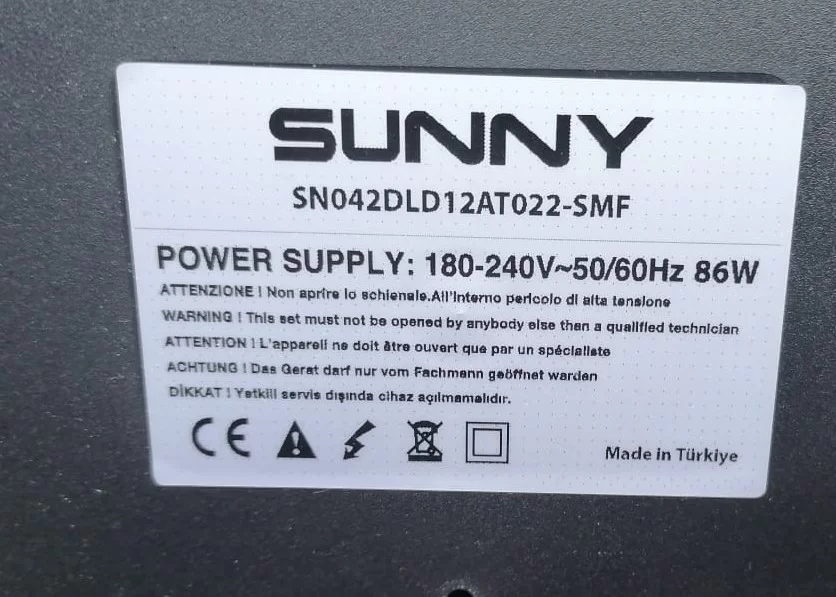 SUNNY
SN042DLD12AT022-SMF
POWER SUPPLY: 180-240V~50/60Hz 86W
ATTENZIONE ! Non aprire lo schienale.All'interno pericolo di alta tensione
WARNING ! This set must not be opened by anybody else than a qualified technician
ATTENTION ! L'appareil ne doit être ouvert que par un spécialiste
ACHTUNG ! Das Gerat darf nur vom Fachmann geöffnet warden
DİKKAT ! Yetkili servis dışında cihaz açılmamalıdır.
CE
Made in Türkiye